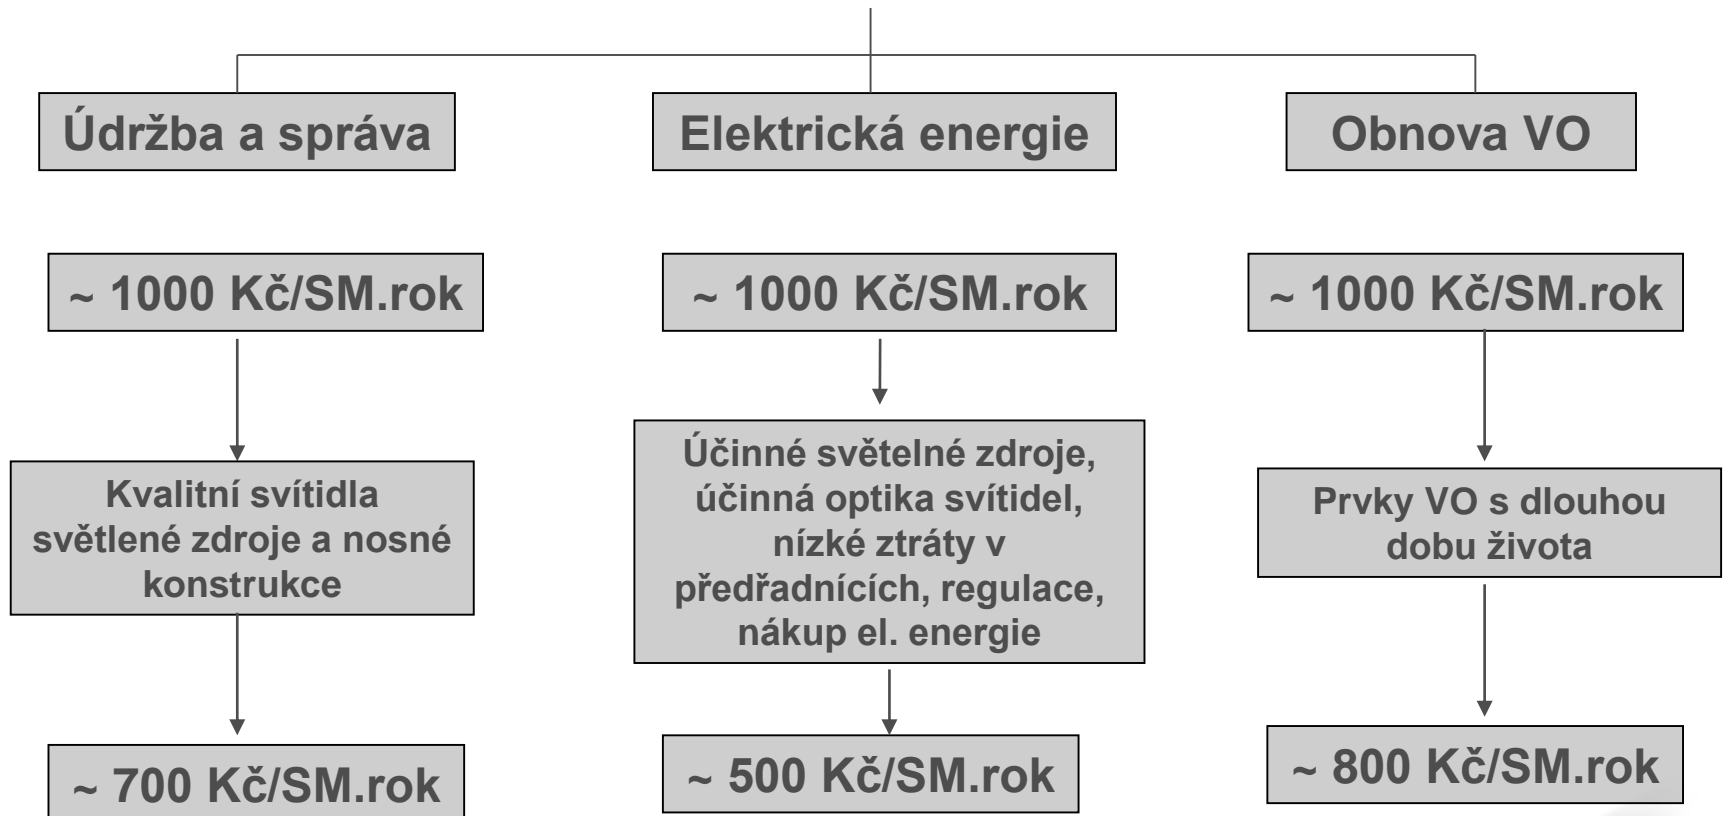 Údržba a správa
Elektrická energie
Obnova VO
~ 1000 Kč/SM.rok
~ 1000 Kč/SM.rok
~ 1000 Kč/SM.rok
Kvalitní svítidla
světlené zdroje a nosné
konstrukce
Účinné světelné zdroje,
účinná optika svítidel,
nízké ztráty v
předřadnících, regulace,
nákup el. energie
Prvky VO s dlouhou
dobu života
~ 700 Kč/SM.rok
~ 500 Kč/SM.rok
~ 800 Kč/SM.rok